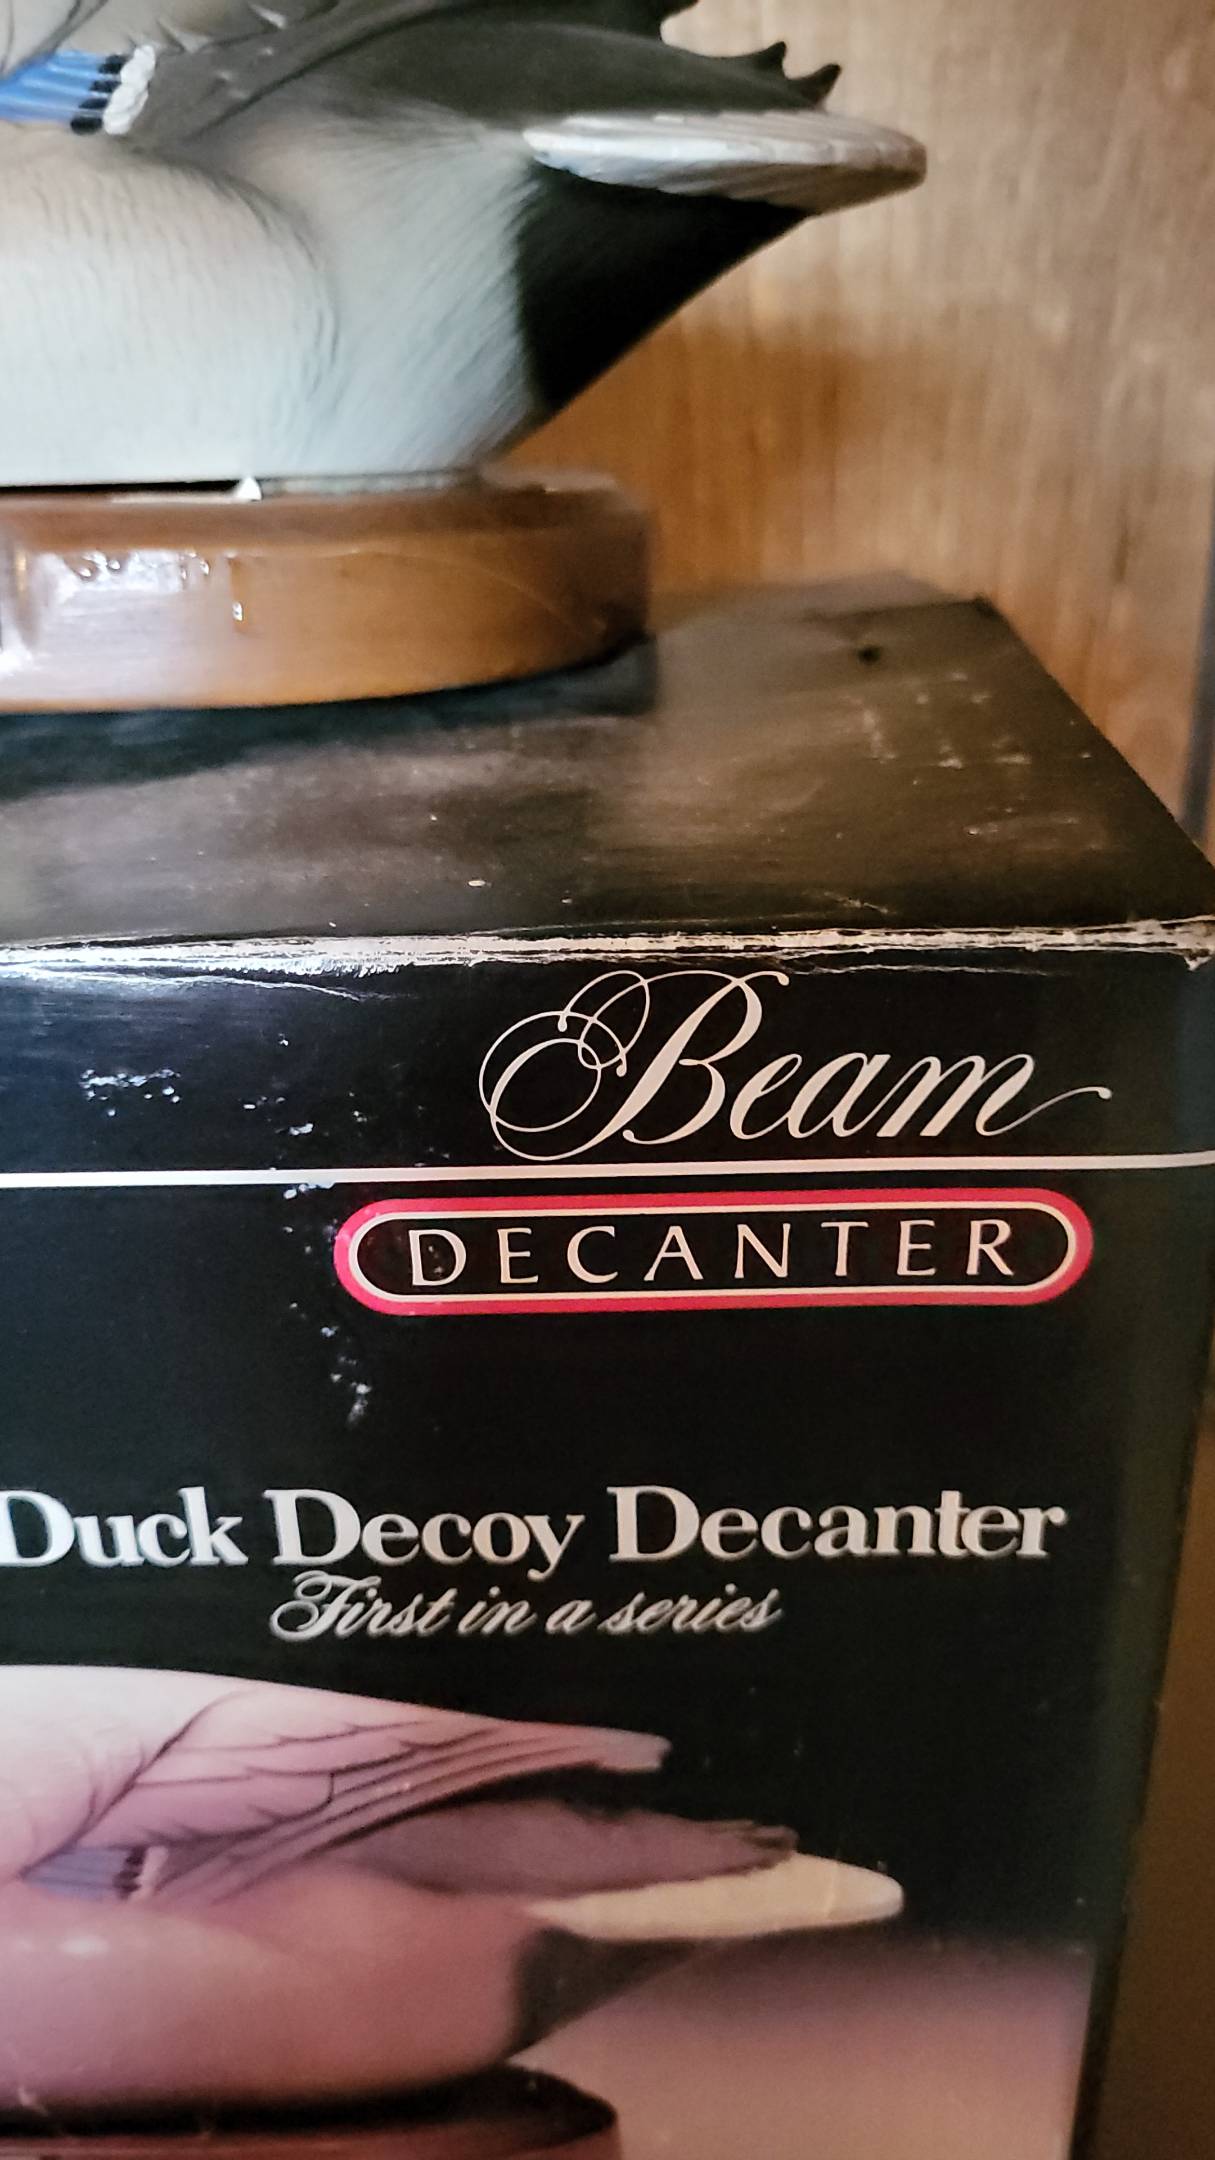 Beam
DECANTER
Duck Decoy Decanter
First in a series